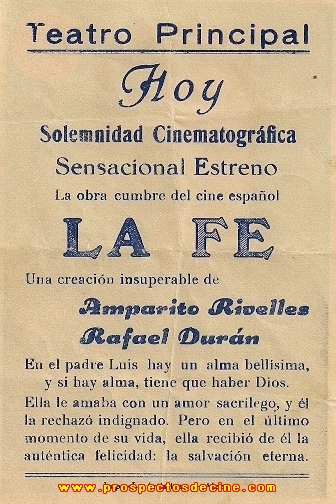 Teatro Principal
Hoy
Solemnidad Cinematográfica
Sensacional Estreno
La obra cumbre del cine español
LA FE
Una creación insuperable de
Amparito Rivelles
Rafael Durán
En el padre Luis hay un alma bellísima,
y si hay alma, tiene que haber Dios.
Ella le amaba con un amor sacrílego, y él
la rechazó indignado. Pero en el último
momento de su vida, ella recibió de él la
auténtica felicidad: la salvación eterna.
www.prospectosdecine.com